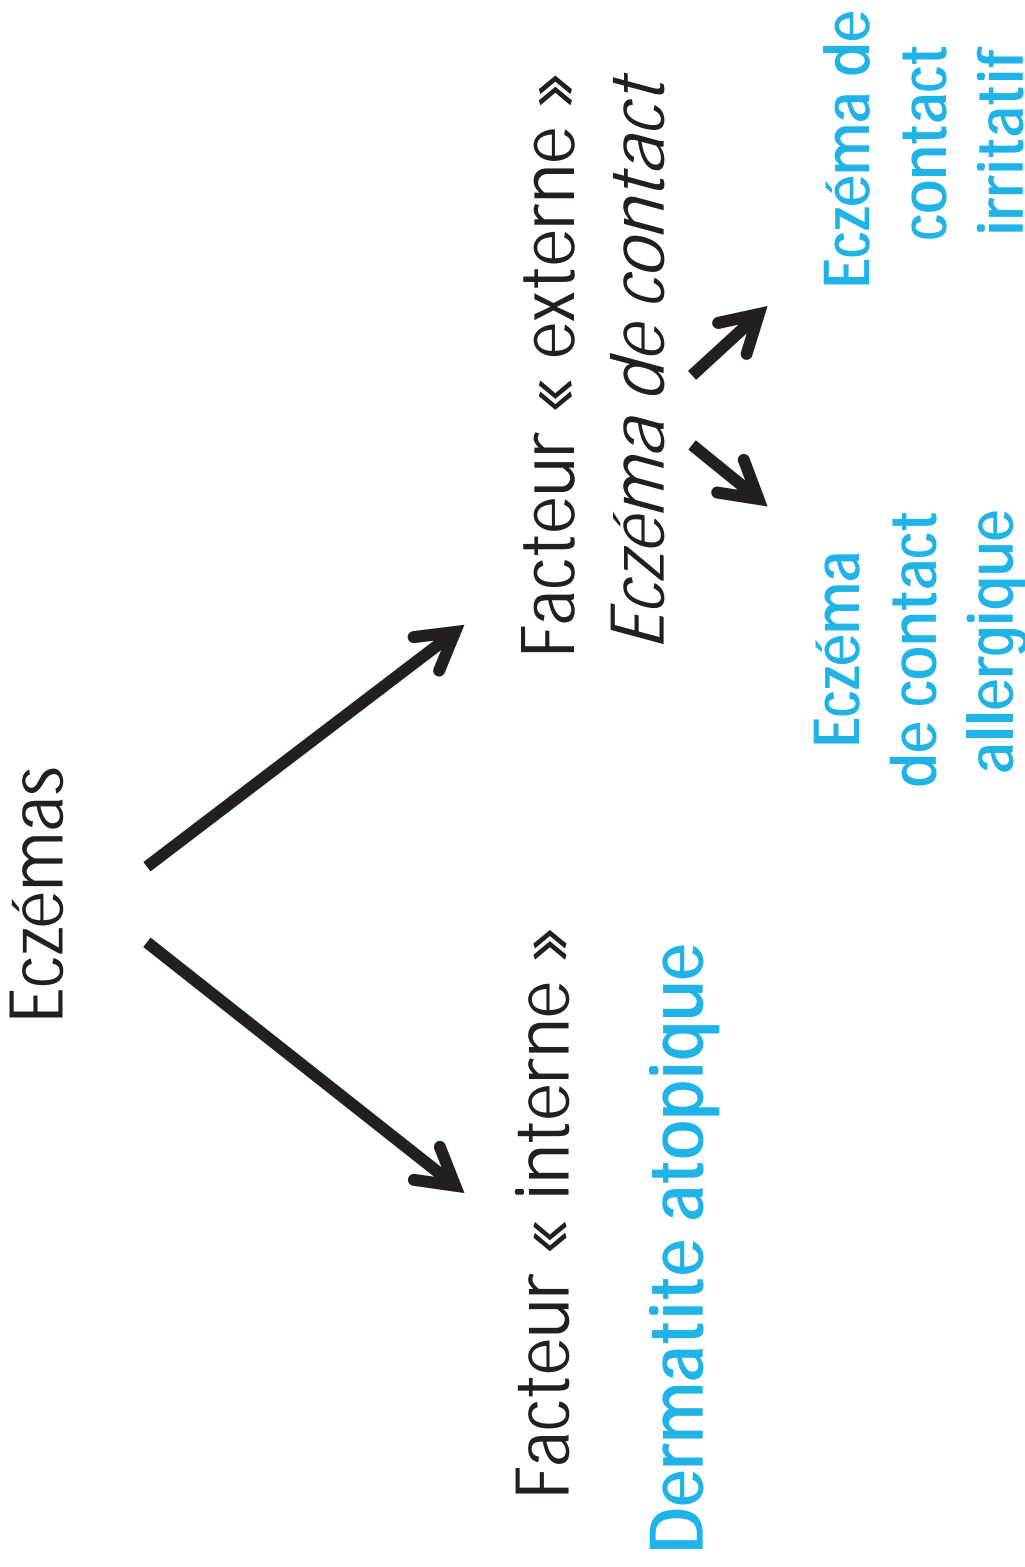 Eczémas
Facteur « interne »
Dermatite atopique
Facteur « externe »
Eczéma de contact
Eczéma
de contact
allergique
Eczéma de
contact
irritatif